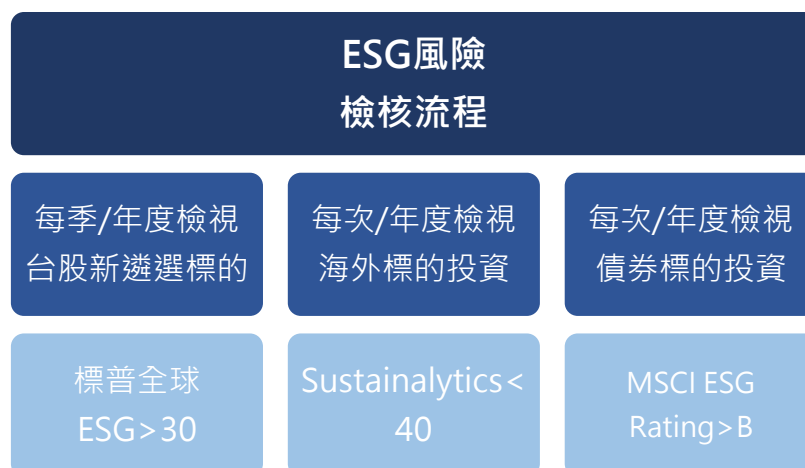 ESG風險
檢核流程
每季/年度檢視
台股新遴選標的
每次/年度檢視
海外標的投資
每次/年度檢視
債券標的投資
標普全球
ESG>30
Sustainalytics<
40
MSCI ESG
Rating>B